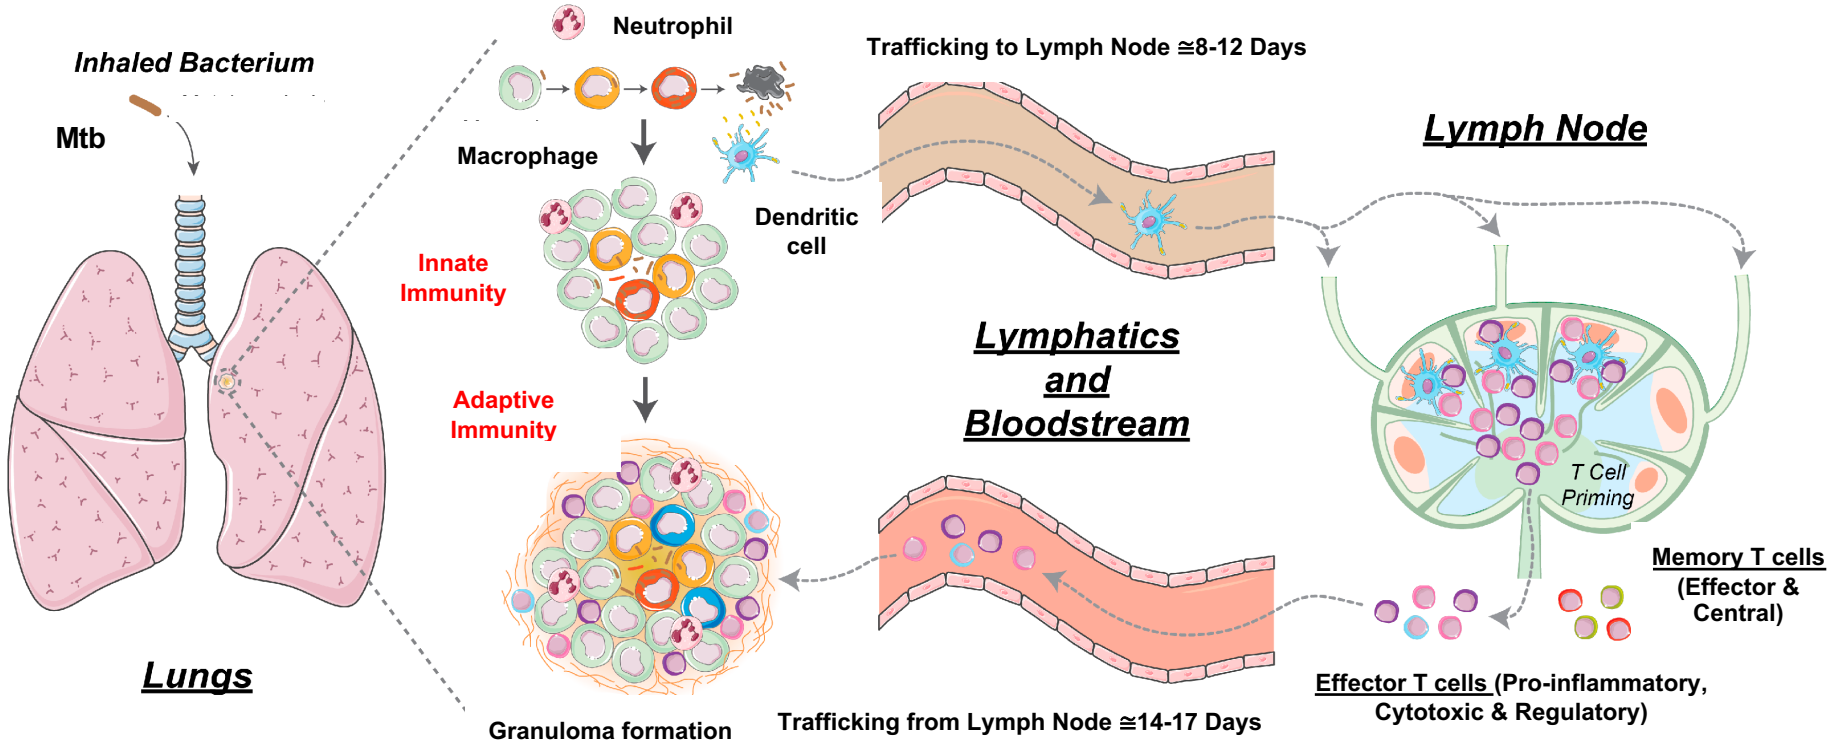 Inhaled Bacterium
Mtb
Lungs
Neutrophil
Macrophage
Dendritic
cell
Innate
Immunity
Adaptive
Immunity
Granuloma formation
Trafficking to Lymph Node ≅8-12 Days
Lymphatics
and
Bloodstream
Trafficking from Lymph Node ≅14-17 Days
Lymph Node
T Cell
Priming
Memory T cells
(Effector &
Central)
Effector T cells (Pro-inflammatory,
Cytotoxic & Regulatory)